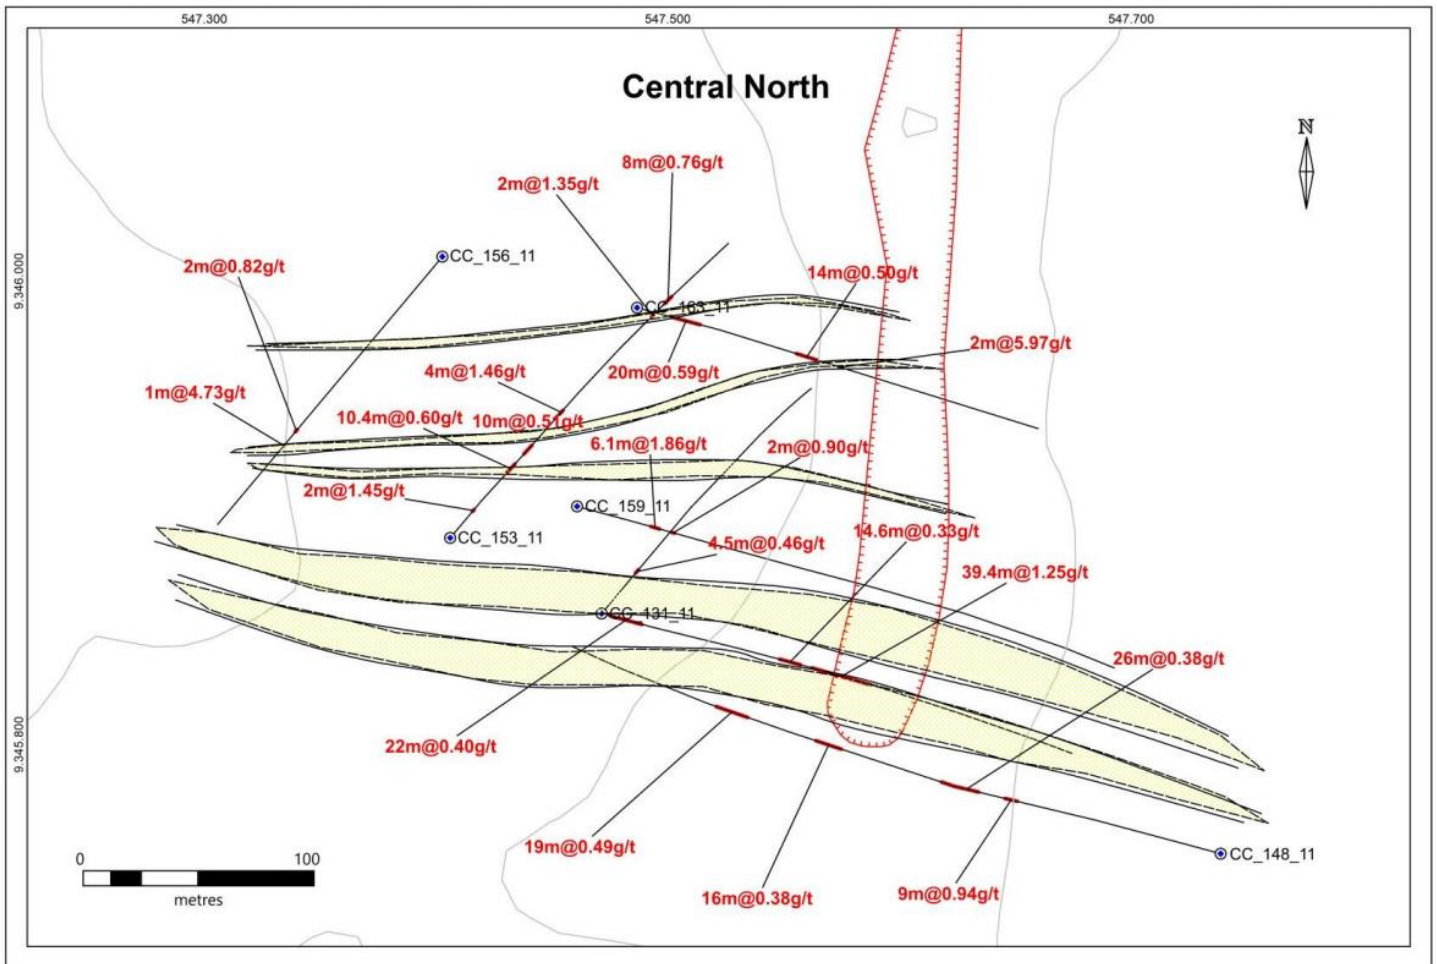 547.300
547.500
547.700
Central North
N
8m@0.76g/t
2m@1.35g/t
CC_156_11
2m@0.82g/t
14m@0.50g/t
9.346.000
CC_163_11
2m@5.97g/t
4m@1.46g/t
20m@0.59g/t
1m@4.73g/t
10.4m@0.60g/t
10m@0.51g/t
6.1m@1.86g/t
2m@0.90g/t
2m@1.45g/t
CC_159_11
14.6m@0.33g/t
CC_153_11
4.5m@0.46g/t
39.4m@1.25g/t
CC_131_11
26m@0.38g/t
9.345.800
22m@0.40g/t
19m@0.49g/t
CC_148_11
0
100
metres
16m@0.38g/t
9m@0.94g/t